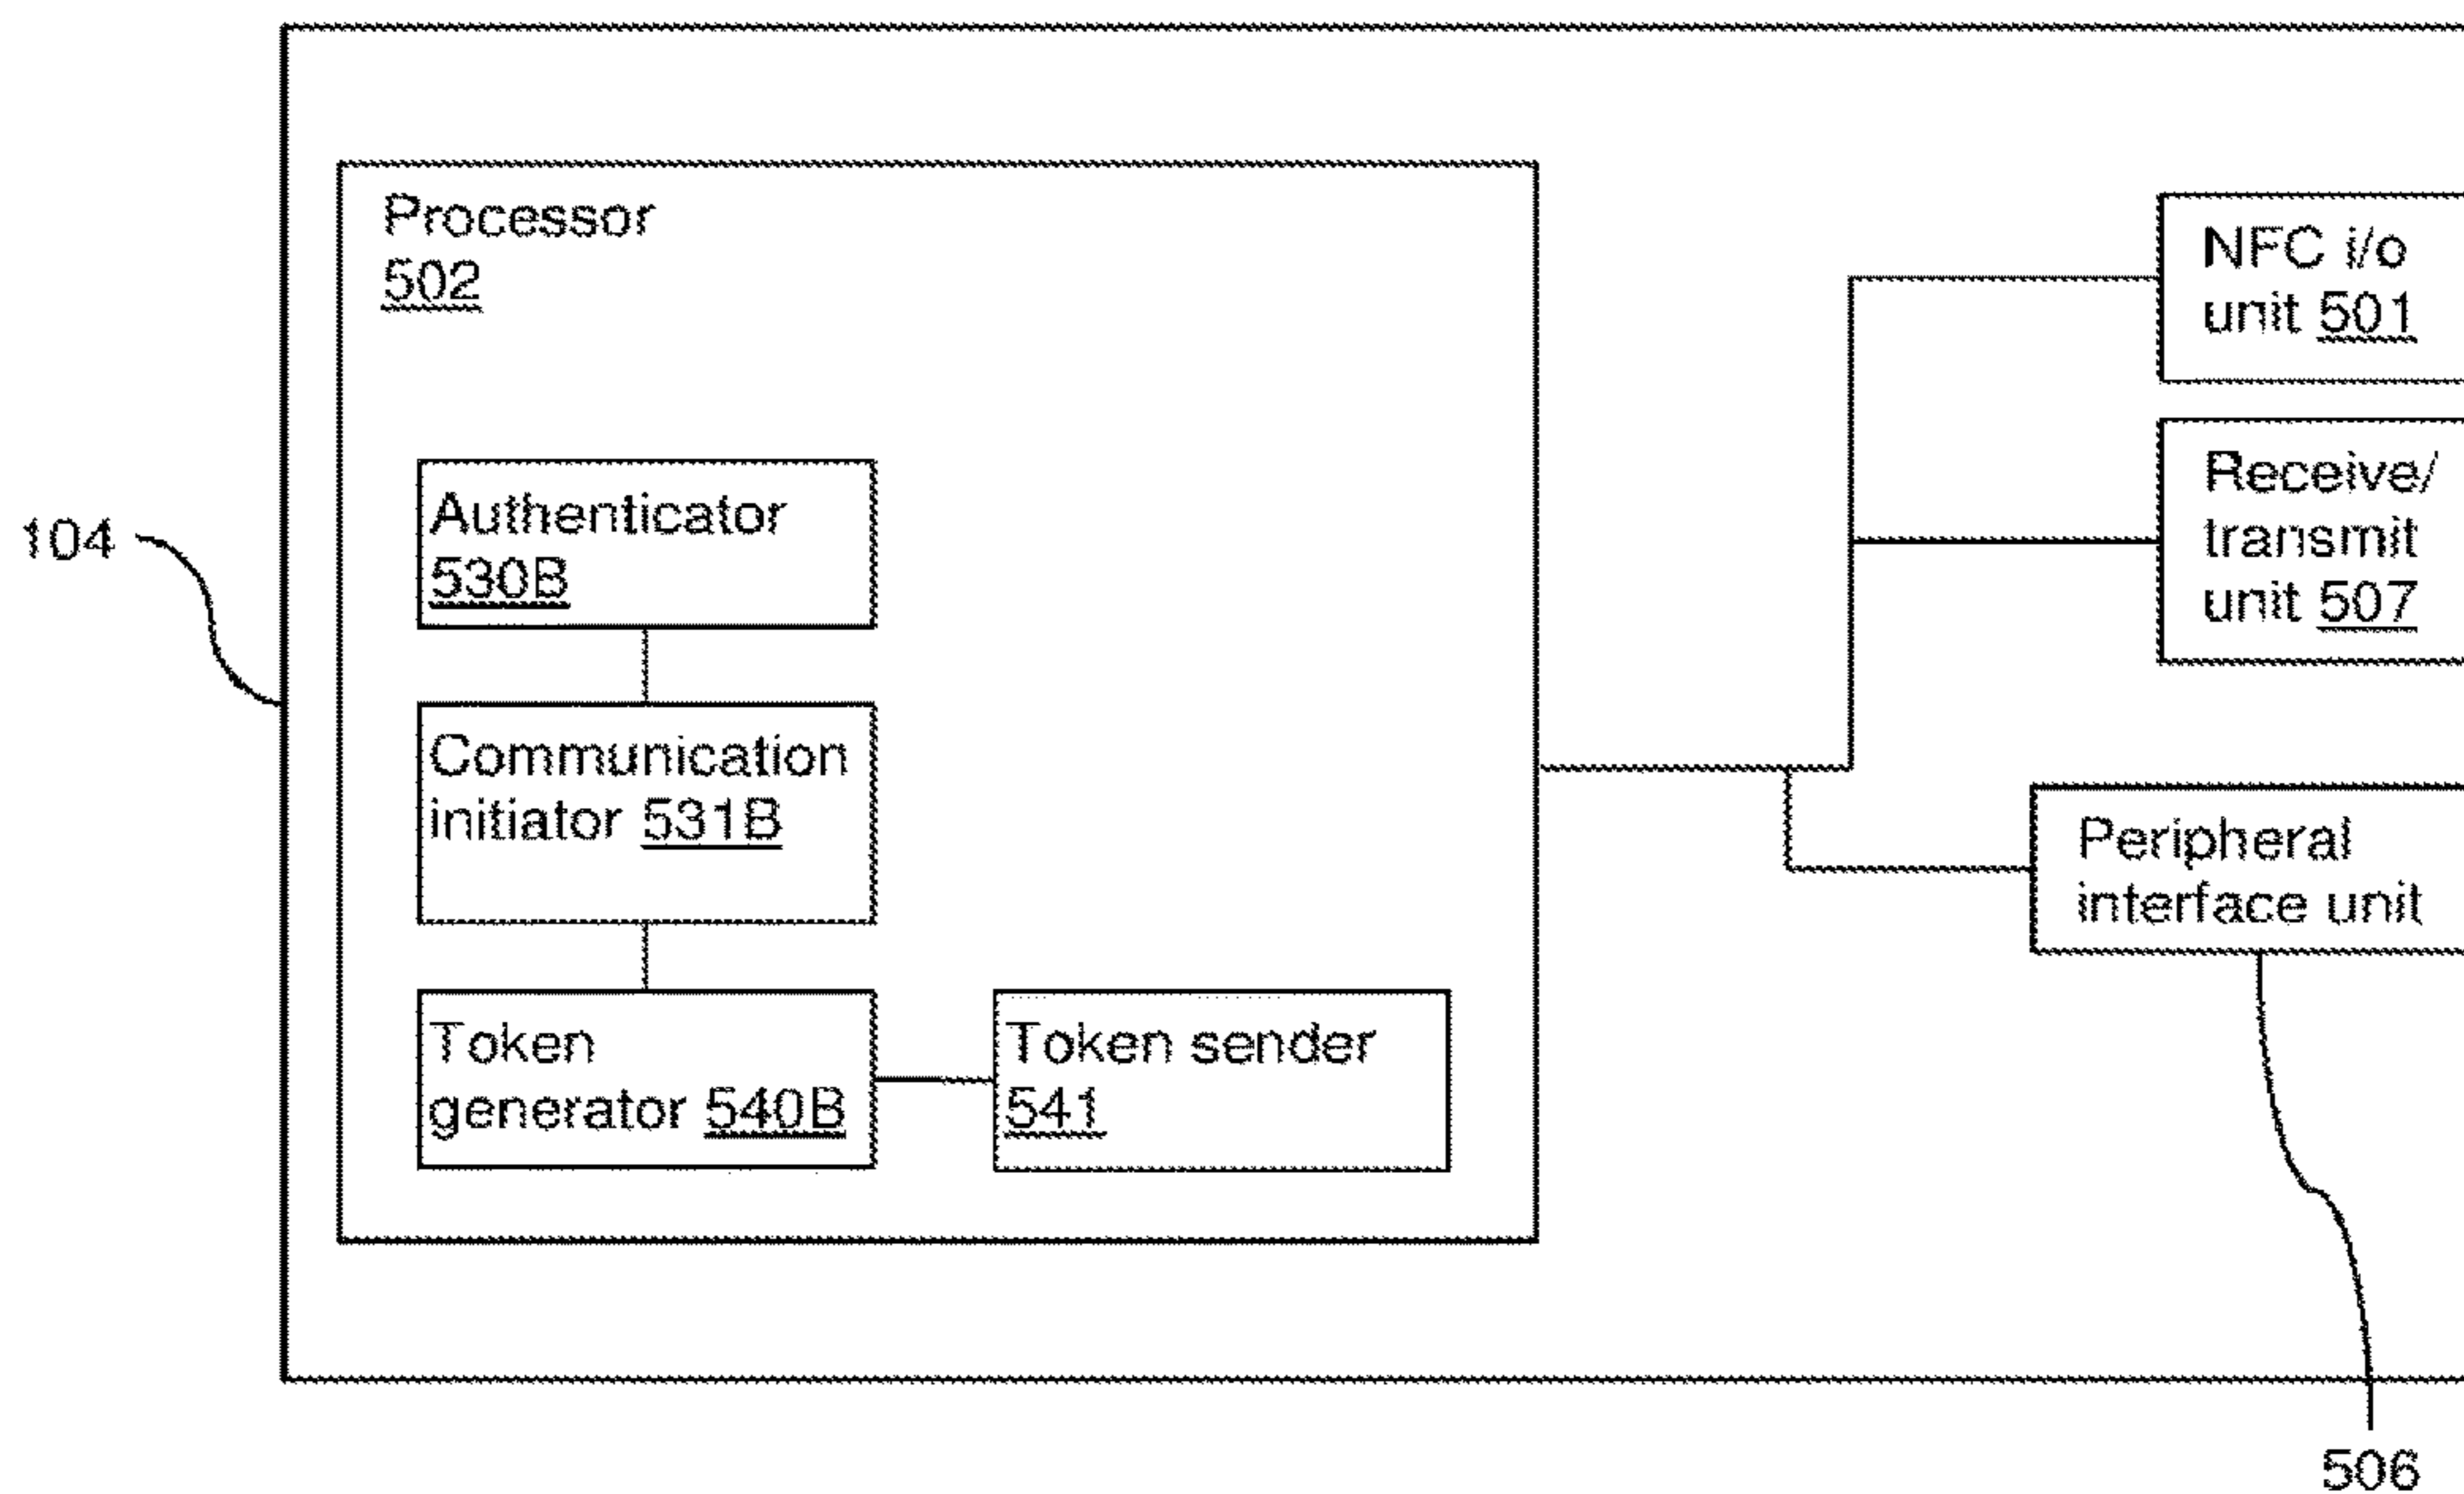 Processor
502
NFC i/o
unit 501
Receive/
transmit
unit 507
Authenticator
530B
104
Communication
initiator 531B
Peripheral
interface unit
Token
generator 540B
Token sender
541
506